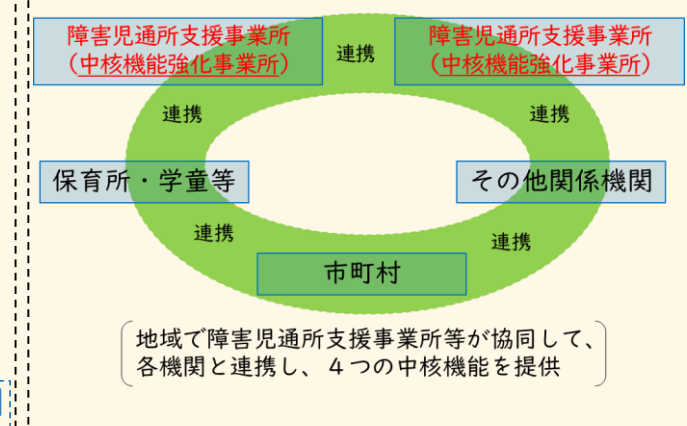 障害児通所支援事業所
（中核機能強化事業所）
連携
障害児通所支援事業所
（中核機能強化事業所）
連携
連携
保育所・学童等
その他関係機関
連携
連携
市町村
地域で障害児通所支援事業所等が協同して、
各機関と連携し、４つの中核機能を提供